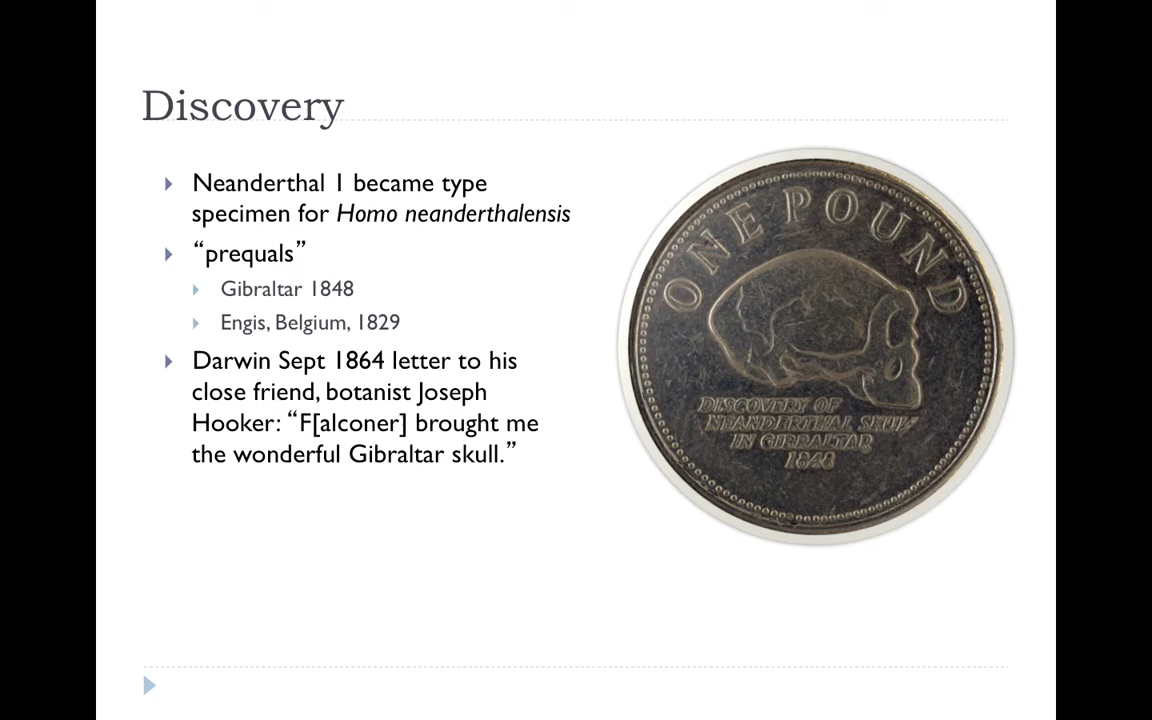 Discovery
Neanderthal 1 became type
specimen for Homo neanderthalensis
“prequals”
Gibraltar 1848
Engis, Belgium, 1829
Darwin Sept 1864 letter to his
close friend, botanist Joseph
Hooker: “F[alconer] brought me
the wonderful Gibraltar skull.”
ONE POUND
DISCOVERY OF
NEANDERTHAL SKULL
IN GIBRALTAR
1848